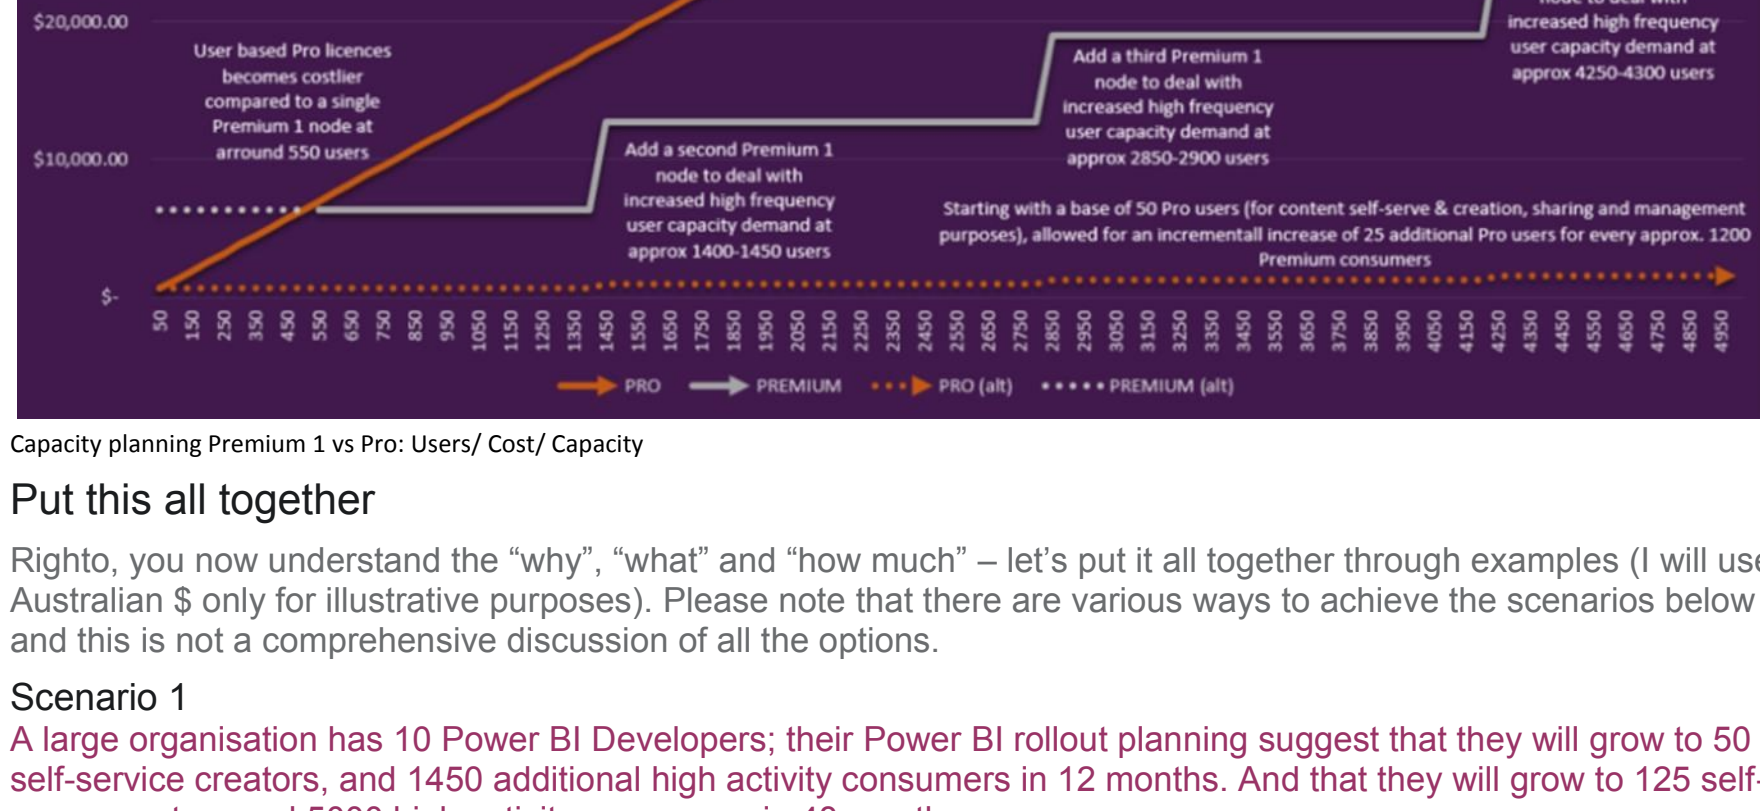 $20,000.00
User based Pro licences
becomes costlier
compared to a single
Premium 1 node at
arround 550 users
$10,000.00
$-
Add a second Premium 1
node to deal with
increased high frequency
user capacity demand at
approx 1400-1450 users
Add a third Premium 1
node to deal with
increased high frequency
user capacity demand at
approx 2850-2900 users
node to deal with
increased high frequency
user capacity demand at
approx 4250-4300 users
Starting with a base of 50 Pro users (for content self-serve & creation, sharing and management
purposes), allowed for an incrementall increase of 25 additional Pro users for every approx. 1200
Premium consumers
50 150 250 350 450 550 650 750 850 950 1050 1150 1250 1350 1450 1550 1650 1750 1850 1950 2050 2150 2250 2350 2450 2550 2650 2750 2850 2950 3050 3150 3250 3350 3450 3550 3650 3750 3850 3950 4050 4150 4250 4350 4450 4550 4650 4750 4850 4950
PRO PREMIUM PRO (alt) PREMIUM (alt)
Capacity planning Premium 1 vs Pro: Users/ Cost/ Capacity
Put this all together
Righto, you now understand the “why”, “what” and “how much” – let’s put it all together through examples (I will use
Australian $ only for illustrative purposes). Please note that there are various ways to achieve the scenarios below
and this is not a comprehensive discussion of all the options.
Scenario 1
A large organisation has 10 Power BI Developers; their Power BI rollout planning suggest that they will grow to 50
self-service creators, and 1450 additional high activity consumers in 12 months. And that they will grow to 125 self-